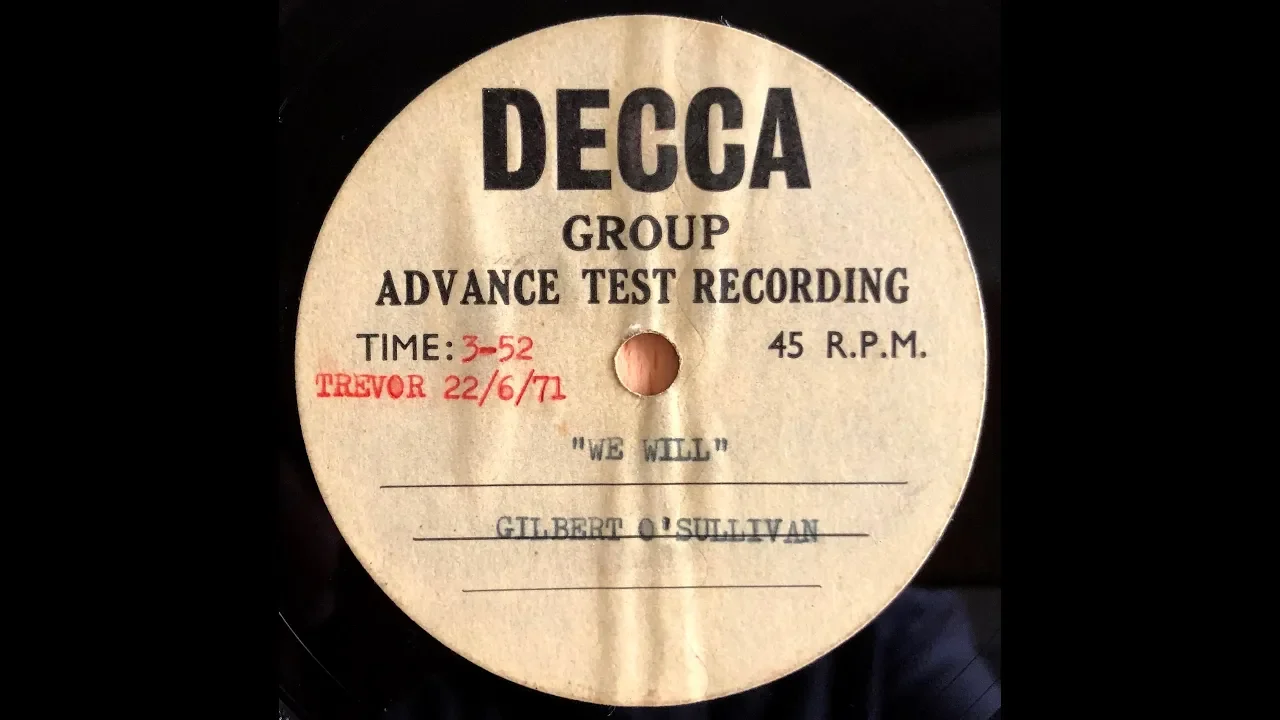 DECCA
GROUP
ADVANCE TEST RECORDING
TIME: 3-52 45 R.P.M.
TREVOR 22/6/71
"WE WILL"
GILBERT O'SULLIVAN